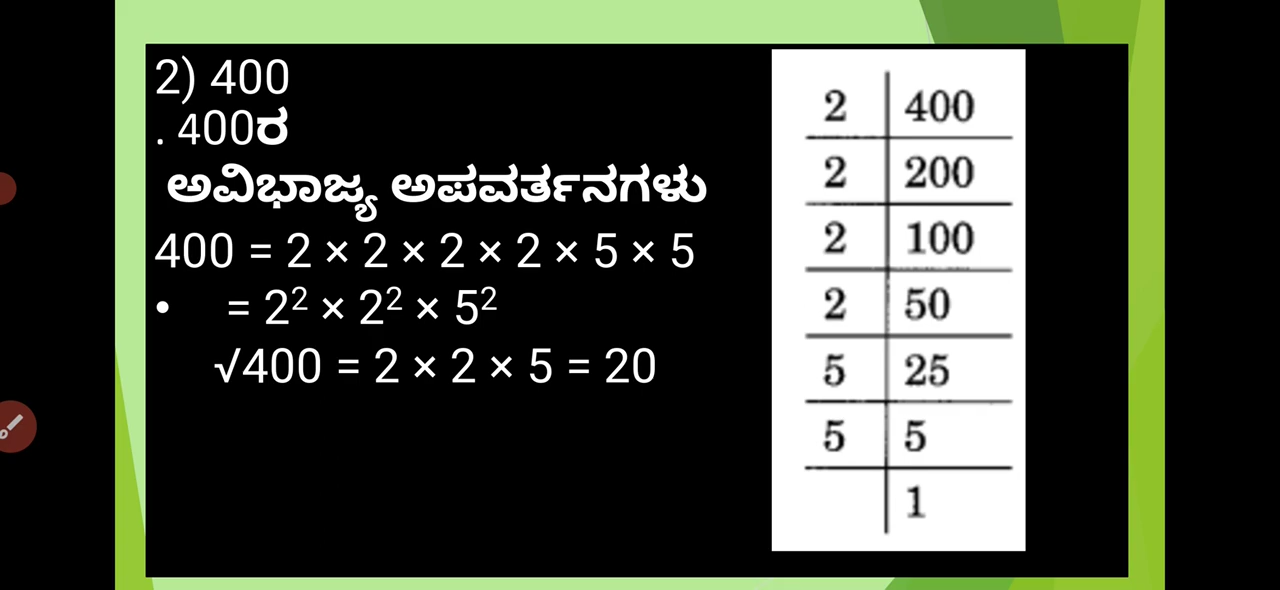 2) 400
. 400ರ
ಅವಿಭಾಜ್ಯ ಅಪವರ್ತನಗಳು
400 = 2 × 2 × 2 × 2 × 5 × 5
• = 2² × 2² × 5²
√400 = 2 × 2 × 5 = 20
2 400
2 200
2 100
2 50
5 25
5 5
1